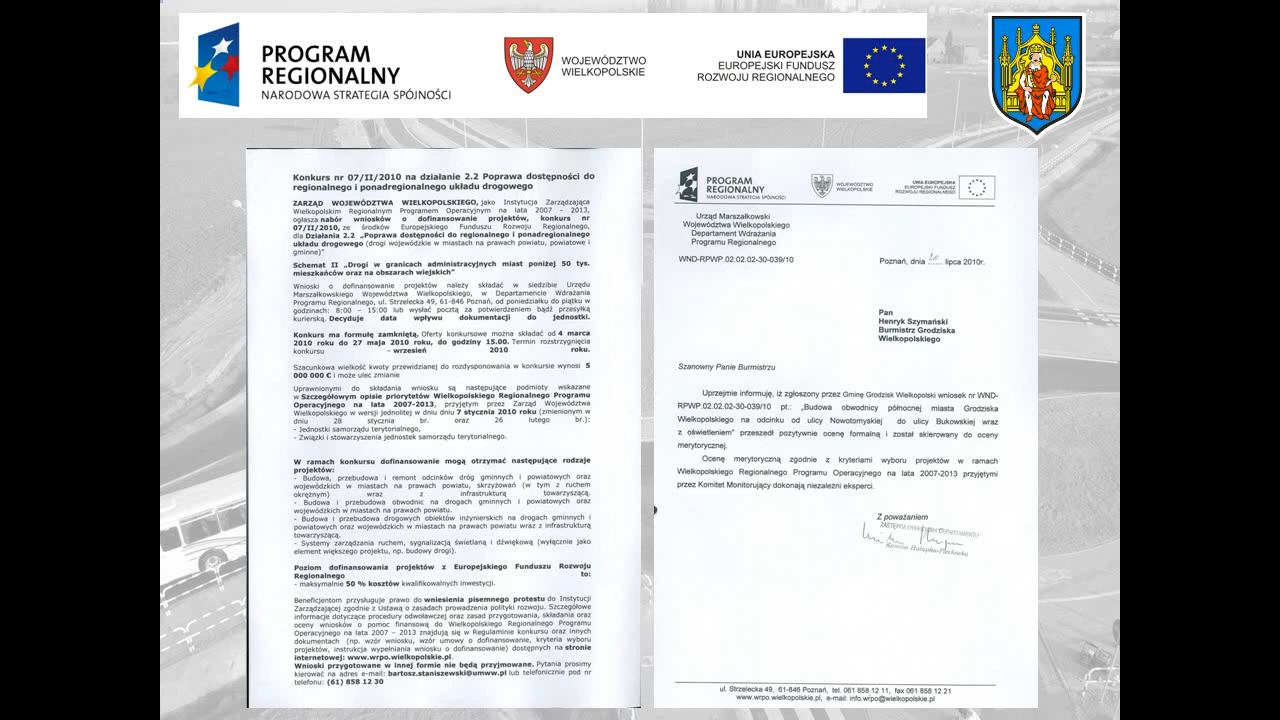 PROGRAM
REGIONALNY
NARODOWA STRATEGIA SPÓJNOŚCI
WOJEWÓDZTWO
WIELKOPOLSKIE
UNIA EUROPEJSKA
EUROPEJSKI FUNDUSZ
ROZWOJU REGIONALNEGO
Konkurs nr 07/II/2010 na działanie 2.2 Poprawa dostępności do
regionalnego i ponadregionalnego układu drogowego
ZARZĄD WOJEWÓDZTWA WIELKOPOLSKIEGO, jako Instytucja Zarządzająca
Wielkopolskim Regionalnym Programem Operacyjnym na lata 2007 - 2013,
ogłasza nabór wniosków o dofinansowanie projektów, konkurs nr
07/II/2010, ze środków Europejskiego Funduszu Rozwoju Regionalnego,
dla Działania 2.2 „Poprawa dostępności do regionalnego i ponadregionalnego
układu drogowego (drogi wojewódzkie w miastach na prawach powiatu, powiatowe i
gminne)"
Schemat II „Drogi w granicach administracyjnych miast poniżej 50 tys.
mieszkańców oraz na obszarach wiejskich"
Wnioski o dofinansowanie projektów należy składać w siedzibie Urzędu
Marszałkowskiego Województwa Wielkopolskiego, w Departamencie Wdrażania
Programu Regionalnego, ul. Strzelecka 49, 61-846 Poznań, od poniedziałku do piątku w
godzinach: 8:00 – 15:00 lub wysłać pocztą za potwierdzeniem bądź przesyłką
kurierską. Decyduje data wpływu dokumentacji do jednostki.
Konkurs ma formułę zamkniętą. Oferty konkursowe można składać od 4 marca
2010 roku do 27 maja 2010 roku, do godziny 15.00. Termin rozstrzygnięcia
konkursu – wrzesień 2010 roku.
Szacunkowa wielkość kwoty przewidzianej do rozdysponowania w konkursie wynosi 5
000 000 € i może ulec zmianie
Uprawnionymi do składania wniosku są następujące podmioty wskazane
w Szczegółowym opisie priorytetów Wielkopolskiego Regionalnego Programu
Operacyjnego na lata 2007-2013, przyjętym przez Zarząd Województwa
Wielkopolskiego w wersji jednolitej w dniu dniu 7 stycznia 2010 roku (zmienionym w
dniu 28 stycznia br. oraz 26 lutego br.):
- Jednostki samorządu terytorialnego,
- Związki i stowarzyszenia jednostek samorządu terytorialnego.
W ramach konkursu dofinansowanie mogą otrzymać następujące rodzaje
projektów:
- Budowa, przebudowa i remont odcinków dróg gminnych i powiatowych oraz
wojewódzkich w miastach na prawach powiatu, skrzyżowań (w tym z ruchem
okrężnym) wraz z infrastrukturą towarzyszącą.
- Budowa i przebudowa obwodnic na drogach gminnych i powiatowych oraz
wojewódzkich w miastach na prawach powiatu.
- Budowa i przebudowa drogowych obiektów inżynierskich na drogach gminnych i
powiatowych oraz wojewódzkich w miastach na prawach powiatu wraz z infrastrukturą
towarzyszącą.
- Systemy zarządzania ruchem, sygnalizacją świetlaną i dźwiękową (wyłącznie jako
element większego projektu, np. budowy drogi).
Poziom dofinansowania projektów z Europejskiego Funduszu Rozwoju
Regionalnego to:
- maksymalnie 50 % kosztów kwalifikowalnych inwestycji.
Beneficjentom przysługuje prawo do wniesienia pisemnego protestu do Instytucji
Zarządzającej zgodnie z Ustawą o zasadach prowadzenia polityki rozwoju. Szczegółowe
informacje dotyczące procedury odwoławczej oraz zasad przygotowania, składania oraz
oceny wniosków o pomoc finansową do Wielkopolskiego Regionalnego Programu
Operacyjnego na lata 2007 – 2013 znajdują się w Regulaminie konkursu oraz innych
dokumentach (np. wzór wniosku, wzór umowy o dofinansowanie, kryteria wyboru
projektów, instrukcja wypełniania wniosku o dofinansowanie) dostępnych na stronie
internetowej: www.wrpo.wielkopolskie.pl.
Wnioski przygotowane w innej formie nie będą przyjmowane. Pytania prosimy
kierować na adres e-mail: bartosz.staniszewski@umww.pl lub telefonicznie pod nr
telefonu: (61) 858 12 30
PROGRAM
REGIONALNY
NARODOWA STRATEGIA SPÓJNOŚCI
WOJEWÓDZTWO
WIELKOPOLSKIE
UNIA EUROPEJSKA
EUROPEJSKI FUNDUSZ
ROZWOJU REGIONALNEGO
Urząd Marszałkowski
Województwa Wielkopolskiego
Departament Wdrażania
Programu Regionalnego
WND-RPWP.02.02.02-30-039/10
Poznań, dnia ...... lipca 2010r.
Pan
Henryk Szymański
Burmistrz Grodziska
Wielkopolskiego
Szanowny Panie Burmistrzu
Uprzejmie informuję, iż zgłoszony przez Gminę Grodzisk Wielkopolski wniosek nr WND-
RPWP.02.02.02-30-039/10 pt.: „Budowa obwodnicy północnej miasta Grodziska
Wielkopolskiego na odcinku od ulicy Nowotomyskiej do ulicy Bukowskiej wraz
z oświetleniem" przeszedł pozytywnie ocenę formalną i został skierowany do oceny
merytorycznej.
Ocenę merytoryczną zgodnie z kryteriami wyboru projektów w ramach
Wielkopolskiego Regionalnego Programu Operacyjnego na lata 2007-2013 przyjętymi
przez Komitet Monitorujący dokonają niezależni eksperci.
Z poważaniem
ZASTĘPCA DYREKTORA DEPARTAMENTU
ul. Strzelecka 49, 61-846 Poznań, tel. 061 858 12 11, fax 061 858 12 21
www.wrpo.wielkopolskie.pl, e-mail: info.wrpo@wielkopolskie.pl